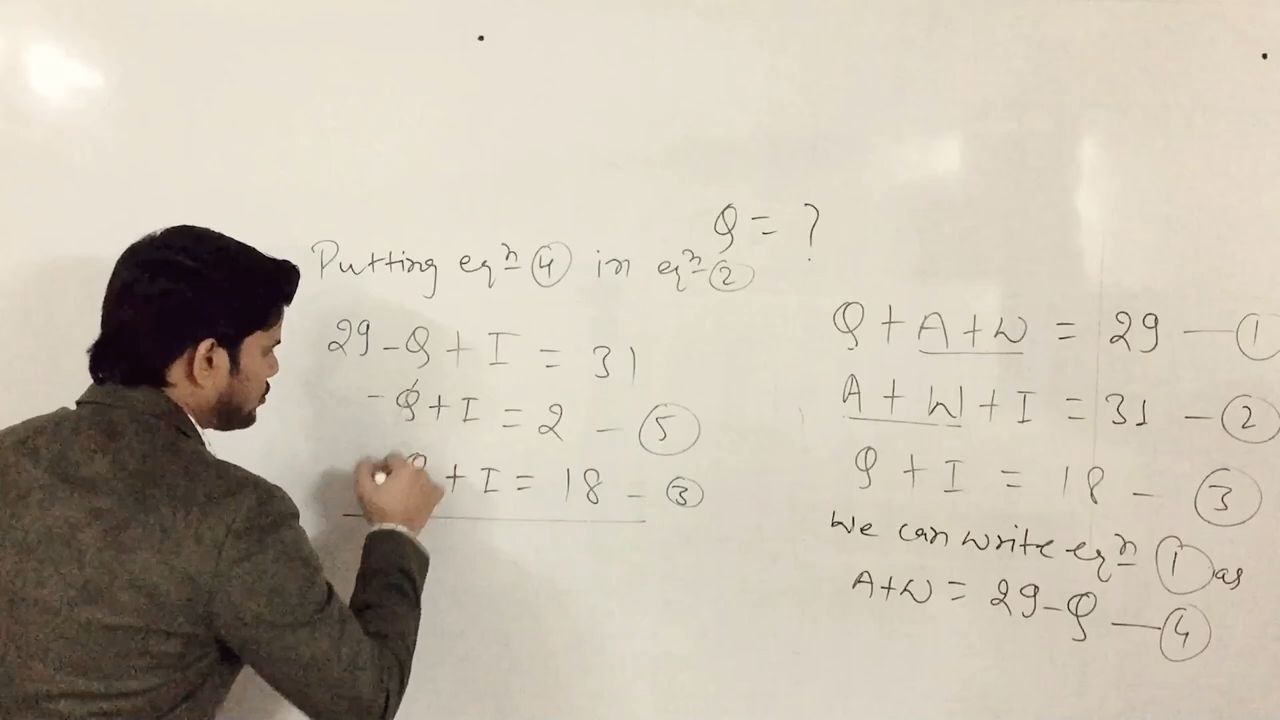 Q = ?
Putting eqⁿ ④ in eqⁿ ②
29 - Q + I = 31
- Q + I = 2 - ⑤
Q + I = 18 - ③
Q + A + W = 29 — ①
A + W + I = 31 - ②
Q + I = 18 - ③
We can write eqⁿ ① as
A+W = 29-Q — ④